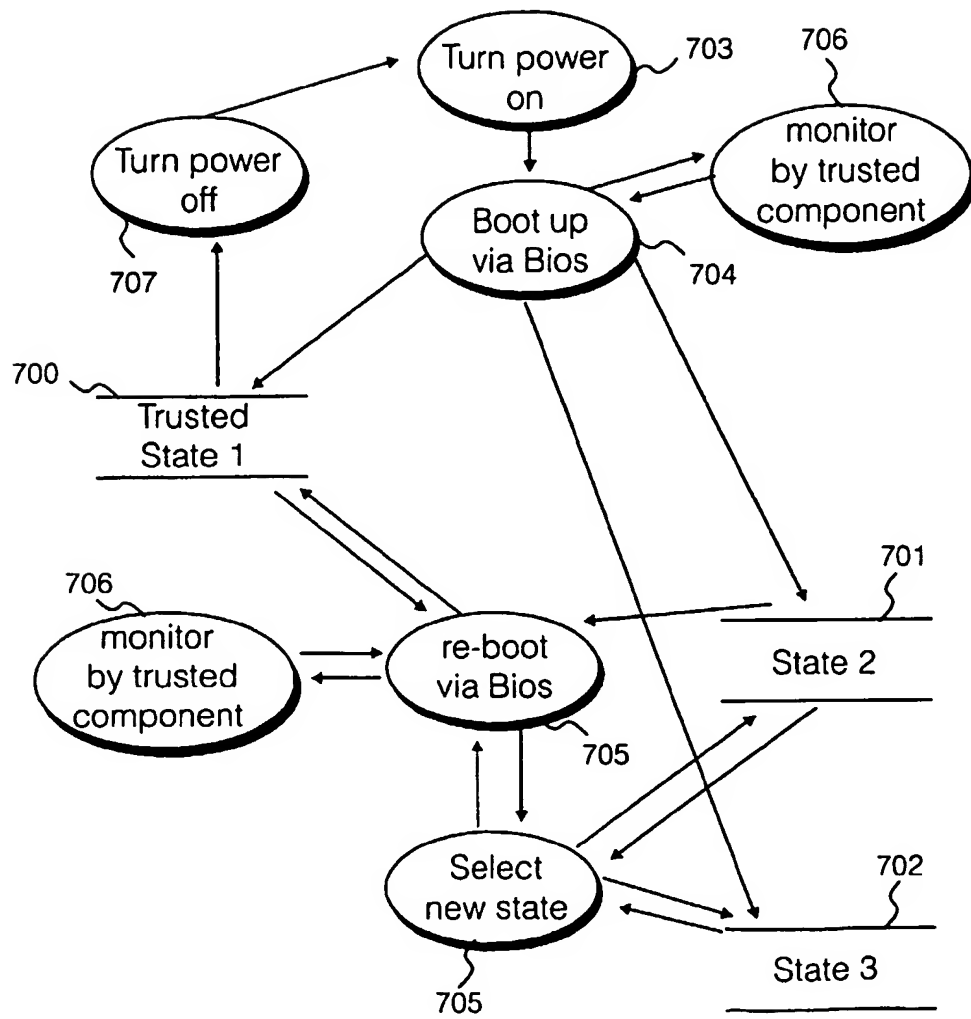 Turn power
on
703
706
monitor
by trusted
component
Turn power
off
707
Boot up
via Bios
704
700
Trusted
State 1
701
State 2
706
monitor
by trusted
component
re-boot
via Bios
705
Select
new state
705
702
State 3